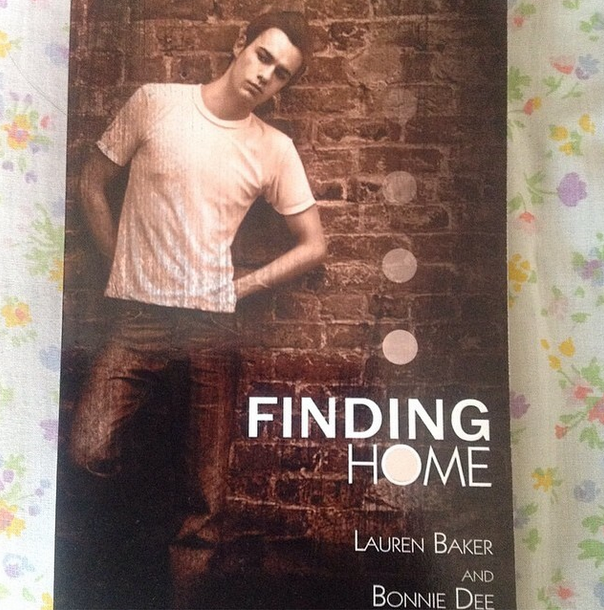 FINDING
HOME
LAUREN BAKER
AND
BONNIE DEE